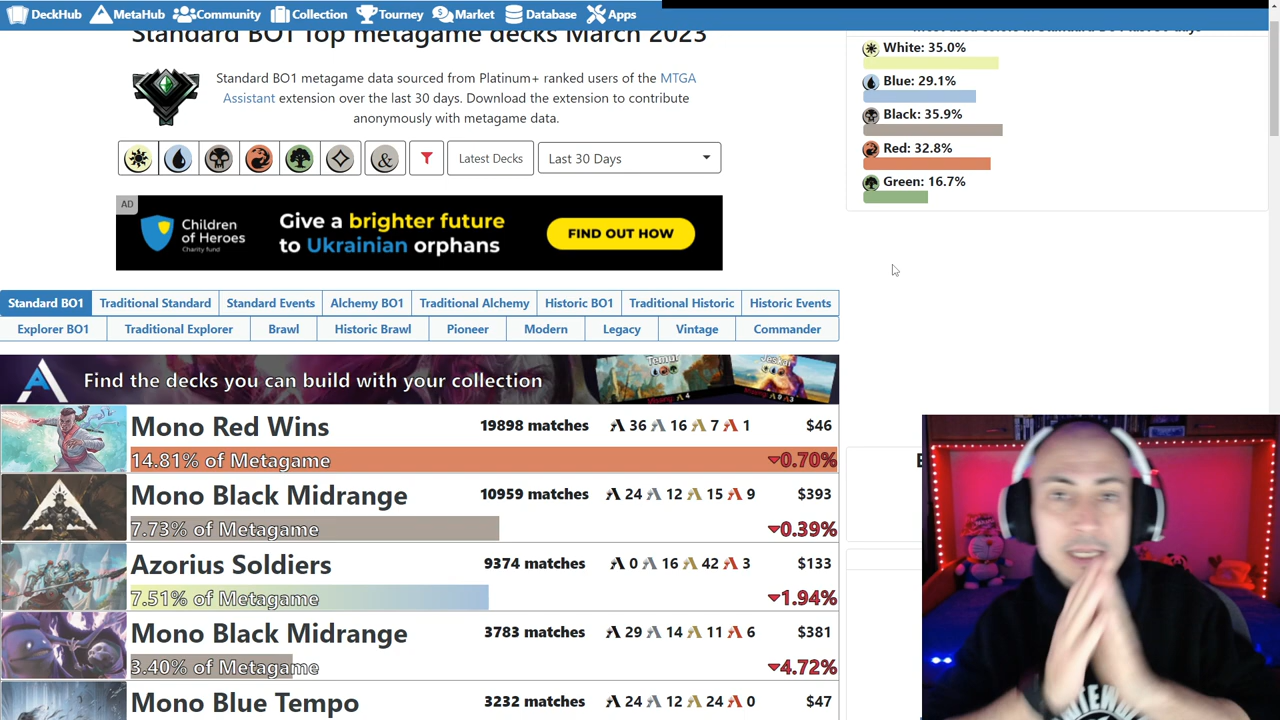 DeckHub MetaHub Community Collection Tourney Market Database Apps
Standard BO1 Top metagame decks March 2023
Standard BO1 metagame data sourced from Platinum+ ranked users of the MTGA
Assistant extension over the last 30 days. Download the extension to contribute
anonymously with metagame data.
& Latest Decks Last 30 Days
White: 35.0%
Blue: 29.1%
Black: 35.9%
Red: 32.8%
Green: 16.7%
AD
Children
of Heroes
Charity fund
Give a brighter future
to Ukrainian orphans
FIND OUT HOW
Standard BO1 Traditional Standard Standard Events Alchemy BO1 Traditional Alchemy Historic BO1 Traditional Historic Historic Events
Explorer BO1 Traditional Explorer Brawl Historic Brawl Pioneer Modern Legacy Vintage Commander
Find the decks you can build with your collection
Temur
Jeskai
Mono Red Wins 19898 matches 36 16 7 1 $46
14.81% of Metagame 0.70%
Mono Black Midrange 10959 matches 24 12 15 9 $393
7.73% of Metagame 0.39%
Azorius Soldiers 9374 matches 0 16 42 3 $133
7.51% of Metagame 1.94%
Mono Black Midrange 3783 matches 29 14 11 6 $381
3.40% of Metagame 4.72%
Mono Blue Tempo 3232 matches 24 12 24 0 $47